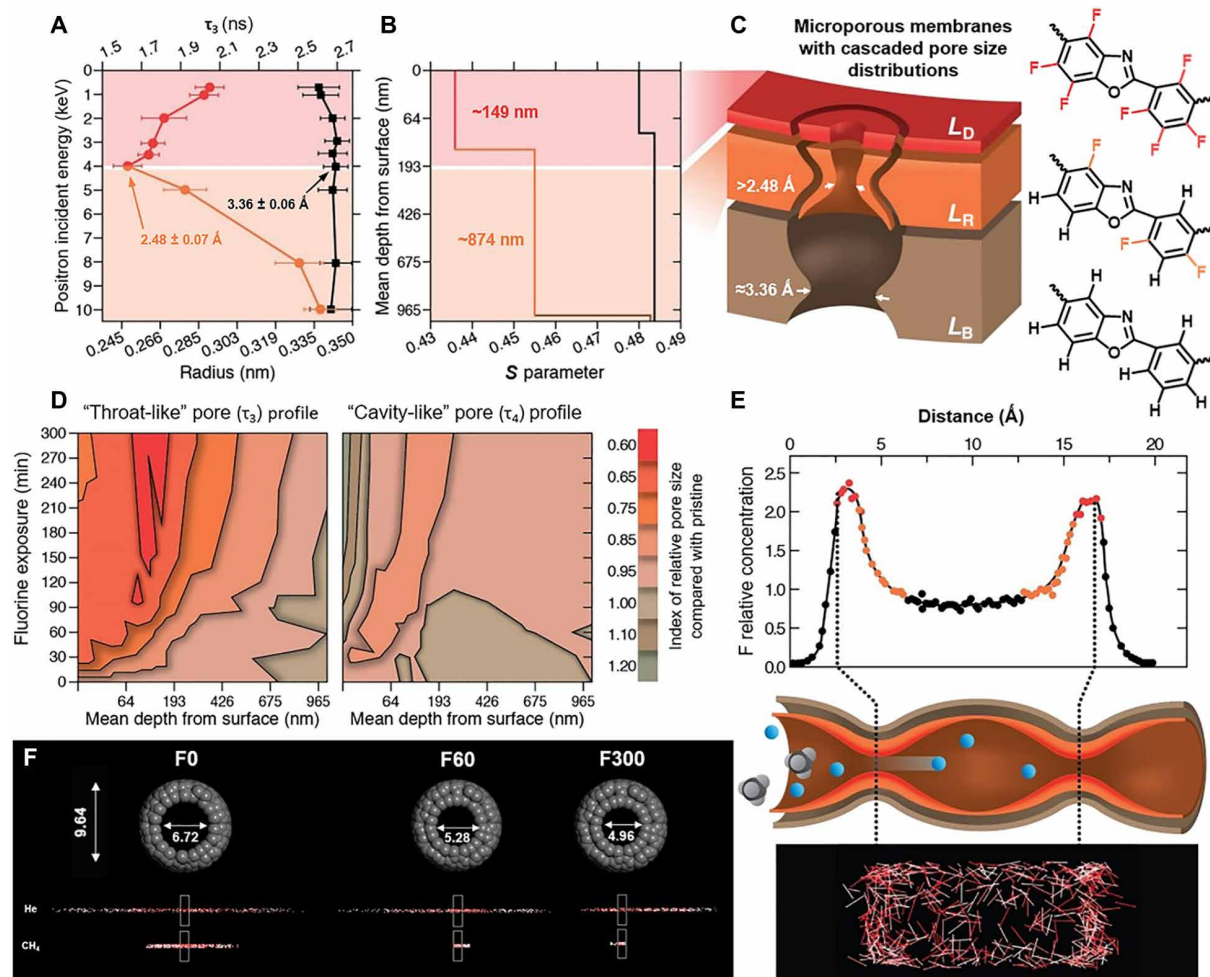 A
τ3 (ns)
1.5 1.7 1.9 2.1 2.3 2.5 2.7
Positron incident energy (keV)
0
1
2
3
4
5
6
7
8
9
10
3.36 ± 0.06 Å
2.48 ± 0.07 Å
0.245 0.266 0.285 0.303 0.319 0.335 0.350
Radius (nm)
B
Mean depth from surface (nm)
0
64
193
426
675
965
~149 nm
~874 nm
0.43 0.44 0.45 0.46 0.47 0.48 0.49
S parameter
C
Microporous membranes
with cascaded pore size
distributions
LD
LR
LB
>2.48 Å
≈3.36 Å
F
F
N
O
F
F
F
F
F
F
H
H
N
O
H
F
H
F
H
H
H
H
N
O
H
H
H
H
D
“Throat-like” pore (τ3) profile
“Cavity-like” pore (τ4) profile
Fluorine exposure (min)
300
270
240
210
180
150
120
90
60
30
0
64 193 426 675 965
Mean depth from surface (nm)
64 193 426 675 965
Mean depth from surface (nm)
0.60
0.65
0.75
0.85
0.95
1.00
1.10
1.20
Index of relative pore size
compared with pristine
E
Distance (Å)
0 5 10 15 20
F relative concentration
2.5
2.0
1.5
1.0
0.5
0.0
F
F0 F60 F300
9.64
6.72
5.28
4.96
He
CH4